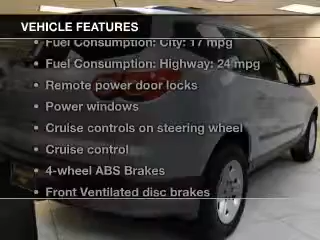 VEHICLE FEATURES
• Fuel Consumption: City: 17 mpg
• Fuel Consumption: Highway: 24 mpg
• Remote power door locks
• Power windows
• Cruise controls on steering wheel
• Cruise control
• 4-wheel ABS Brakes
• Front Ventilated disc brakes